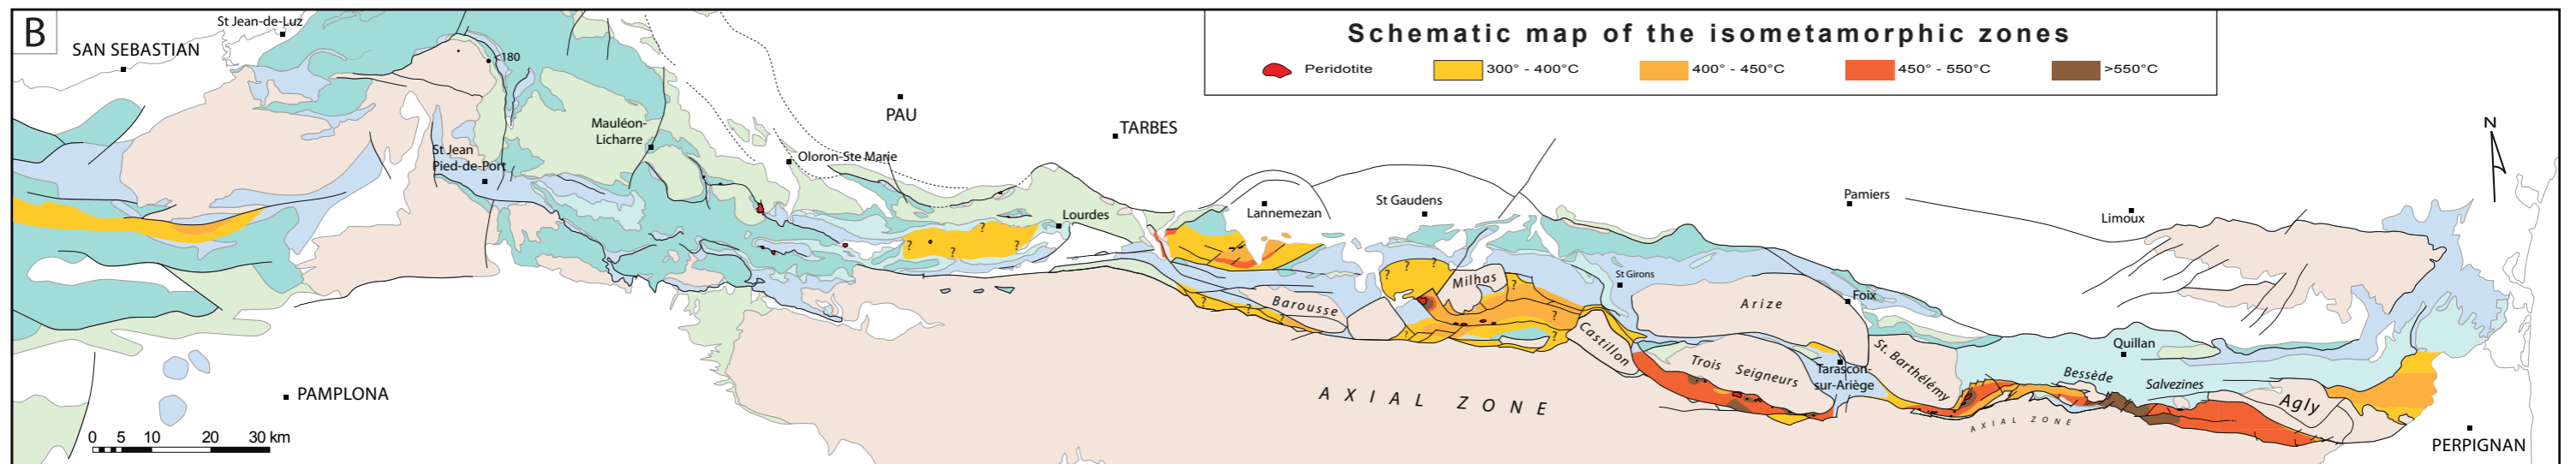 B
Schematic map of the isometamorphic zones
Peridotite
300° - 400°C
400° - 450°C
450° - 550°C
>550°C
St Jean-de-Luz
SAN SEBASTIAN
<180
N
PAU
TARBES
Mauléon-
Licharre
St Jean
Pied-de-Port
Oloron-Ste Marie
Lourdes
Lannemezan
St Gaudens
Pamiers
Limoux
?
?
?
?
?
?
?
Milhas
?
St Girons
Foix
Barousse
Arize
?
?
?
?
?
?
Castillon
Trois Seigneurs
Tarascon-
sur-Ariège
St. Barthélémy
Quillan
Bessède
Salvezines
Agly
AXIAL ZONE
AXIAL ZONE
PAMPLONA
PERPIGNAN
0 5 10 20 30 km